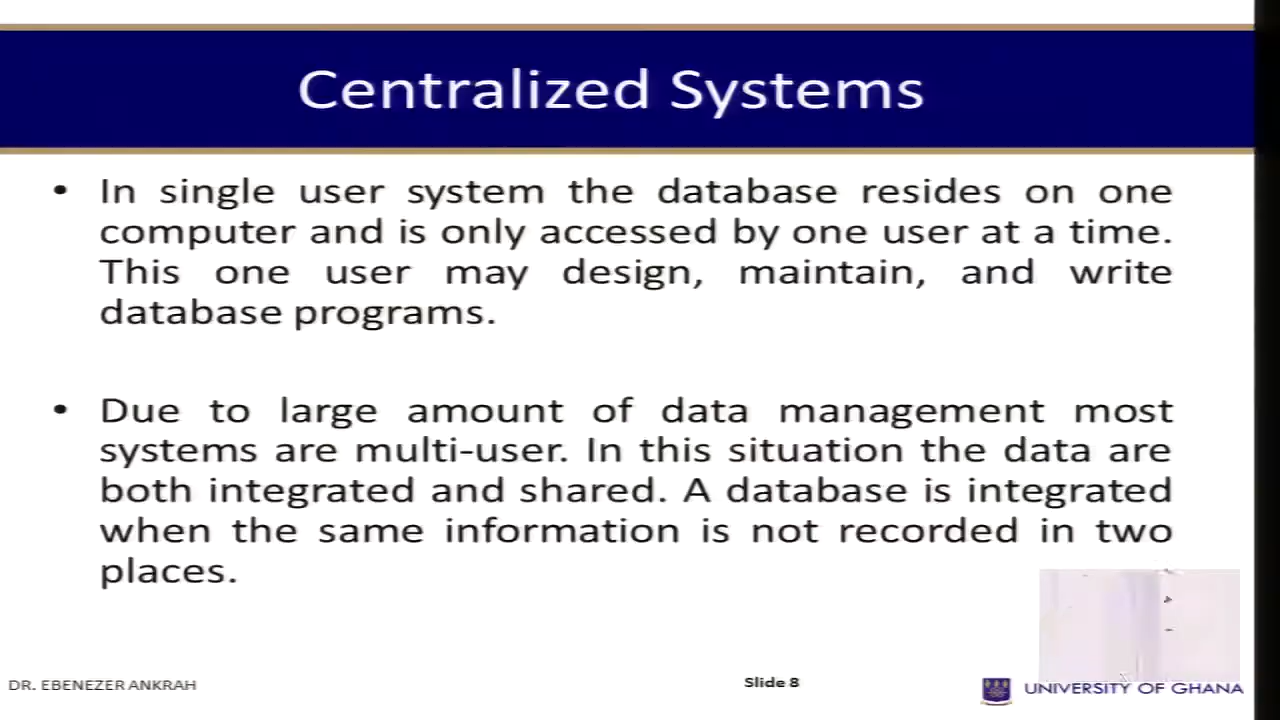 Centralized Systems
• In single user system the database resides on one
computer and is only accessed by one user at a time.
This one user may design, maintain, and write
database programs.
• Due to large amount of data management most
systems are multi-user. In this situation the data are
both integrated and shared. A database is integrated
when the same information is not recorded in two
places.
DR. EBENEZER ANKRAH
Slide 8
UNIVERSITY OF GHANA